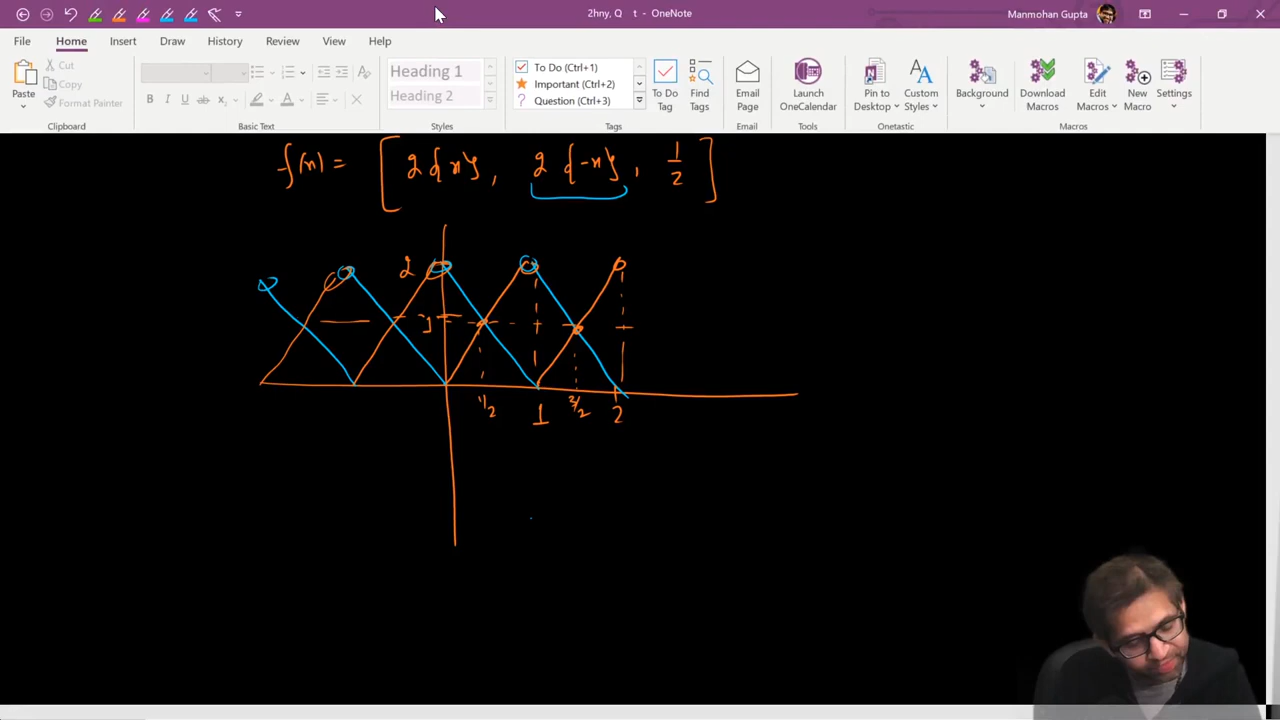 2hny, Q t - OneNote
Manmohan Gupta
File Home Insert Draw History Review View Help
Paste
Cut
Copy
Format Painter
Clipboard
B I U ab x
Basic Text
Heading 1
Heading 2
Styles
To Do (Ctrl+1)
Important (Ctrl+2)
Question (Ctrl+3)
Tags
To Do Tag
Find Tags
Email Page
Email
Launch OneCalendar
Tools
Pin to Desktop
Custom Styles
Onetastic
Background
Download Macros
Edit Macros
New Macro
Settings
Macros
f(x) = [ 2{x}, 2{-x}, 1/2 ]
2
1
1/2 1 3/2 2